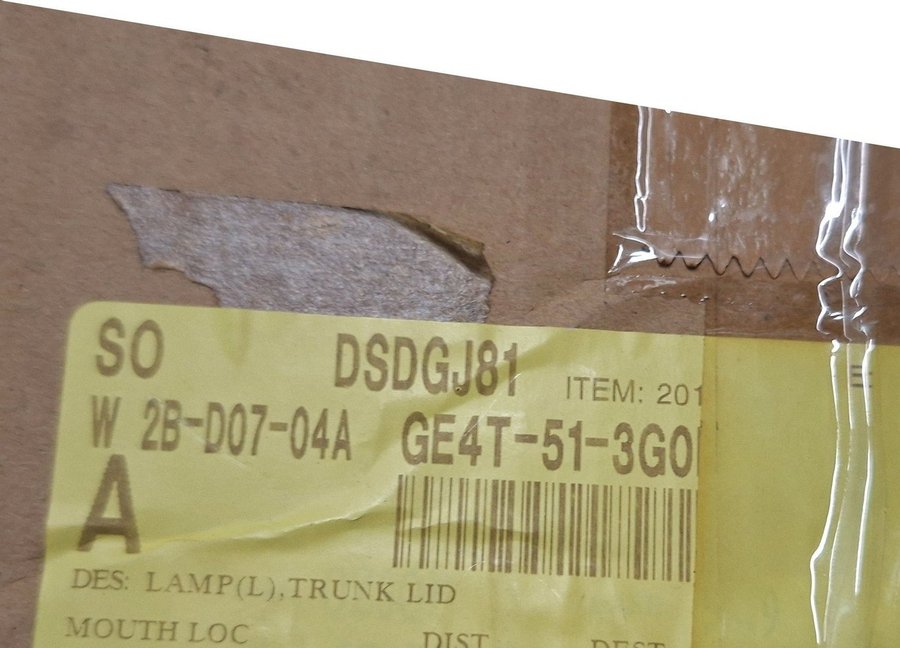 SO DSDGJ81 ITEM: 201
W 2B-D07-04A GE4T-51-3G0
A
DES: LAMP(L),TRUNK LID
MOUTH LOC DIST DEST